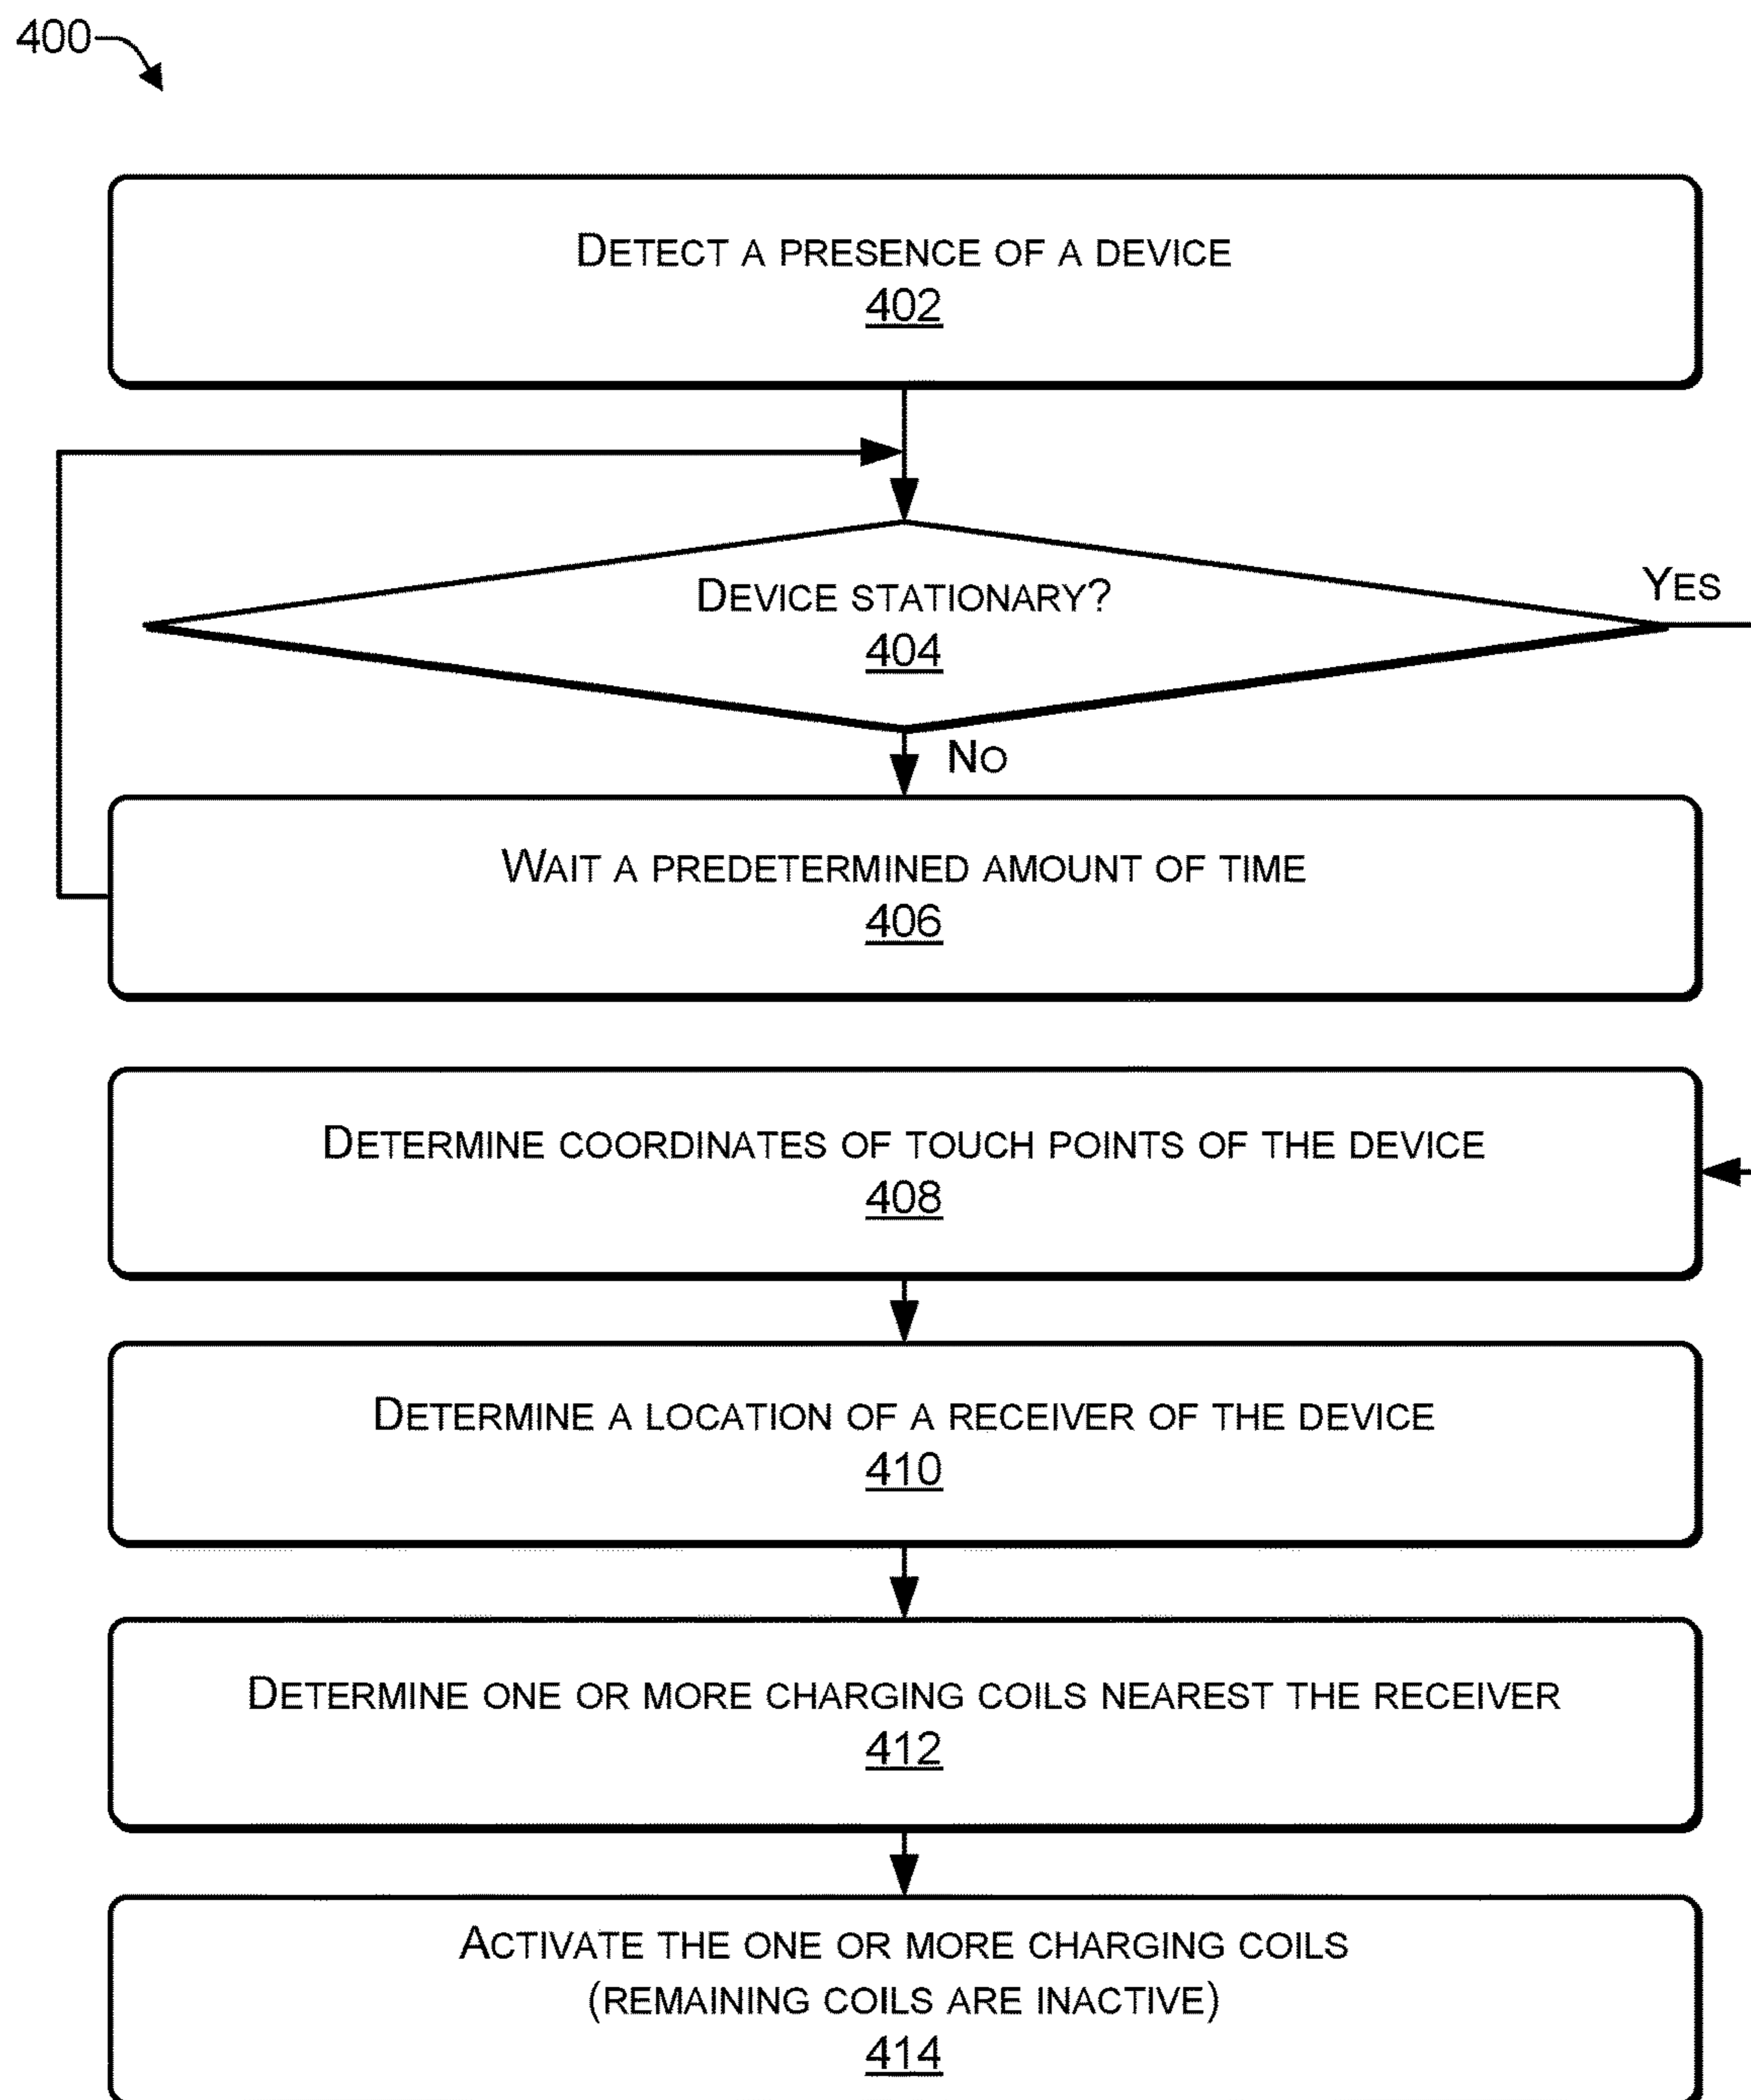 400
DETECT A PRESENCE OF A DEVICE
402
DEVICE STATIONARY?
404
YES
NO
WAIT A PREDETERMINED AMOUNT OF TIME
406
DETERMINE COORDINATES OF TOUCH POINTS OF THE DEVICE
408
DETERMINE A LOCATION OF A RECEIVER OF THE DEVICE
410
DETERMINE ONE OR MORE CHARGING COILS NEAREST THE RECEIVER
412
ACTIVATE THE ONE OR MORE CHARGING COILS
(REMAINING COILS ARE INACTIVE)
414